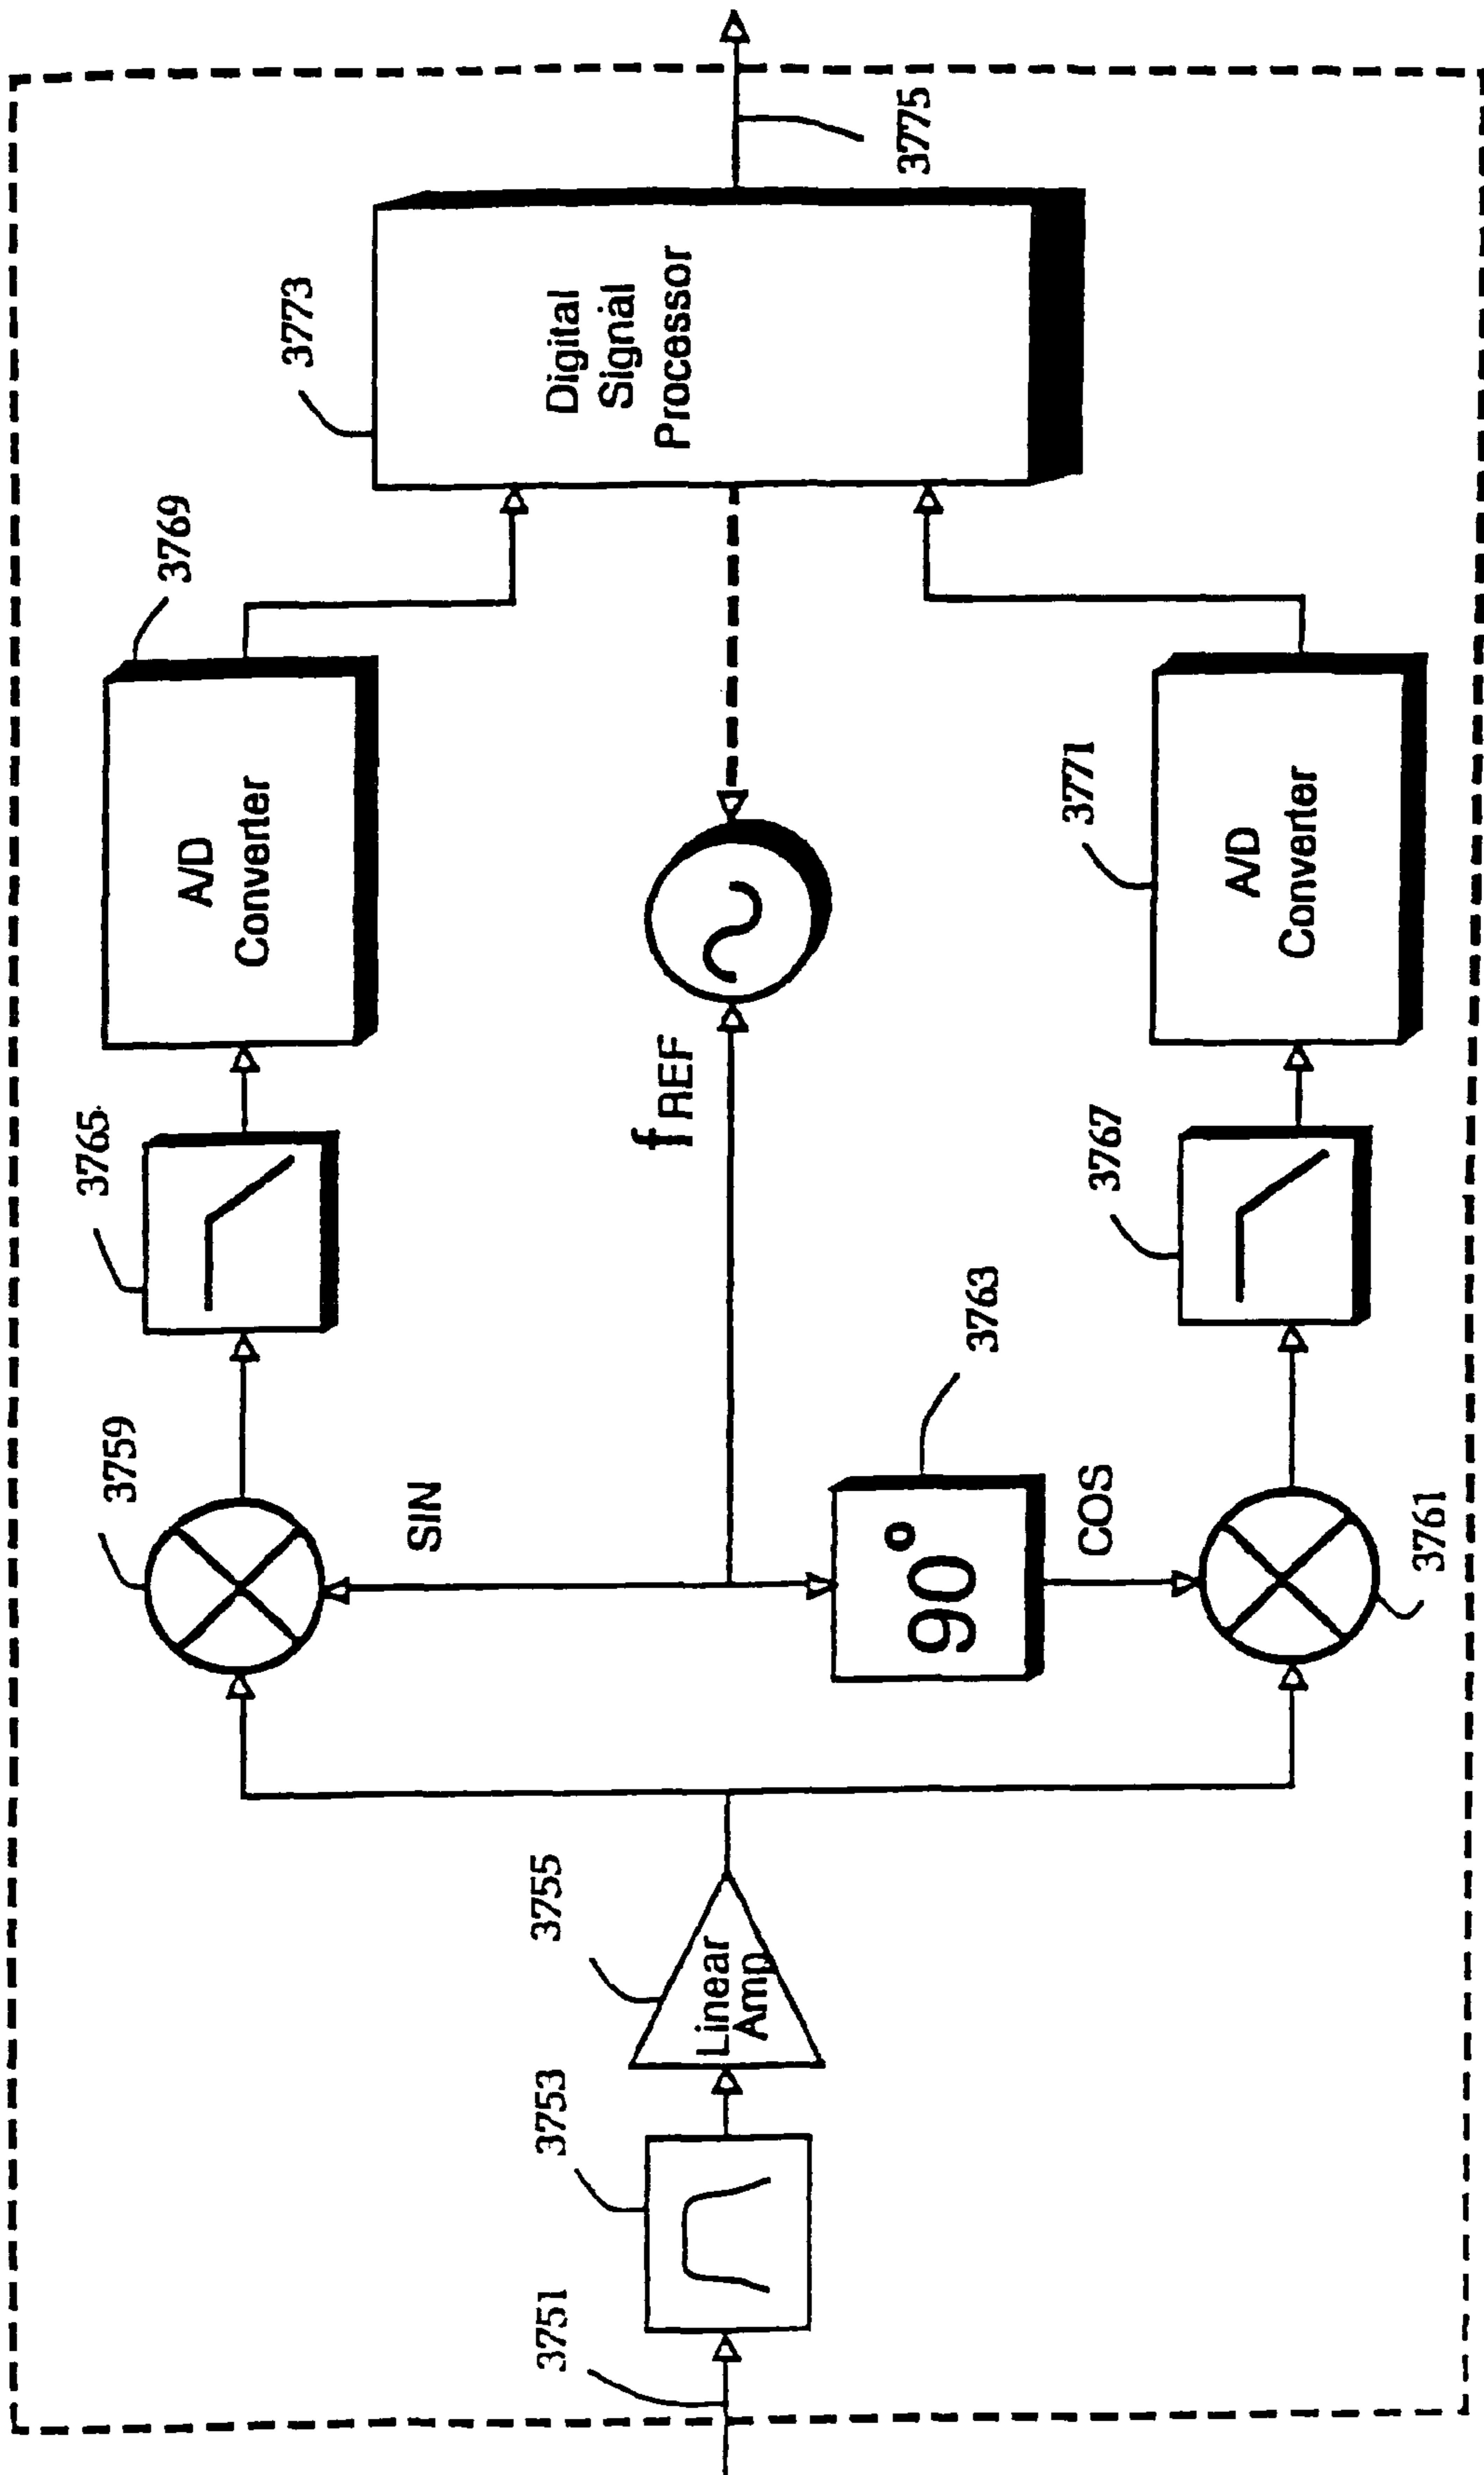 3751
3753
3755
Linear
Amp
3759
SIN
90°
3763
COS
3761
3765
fREF
3767
3769
A/D
Converter
3771
A/D
Converter
3773
Digital
Signal
Processor
3775